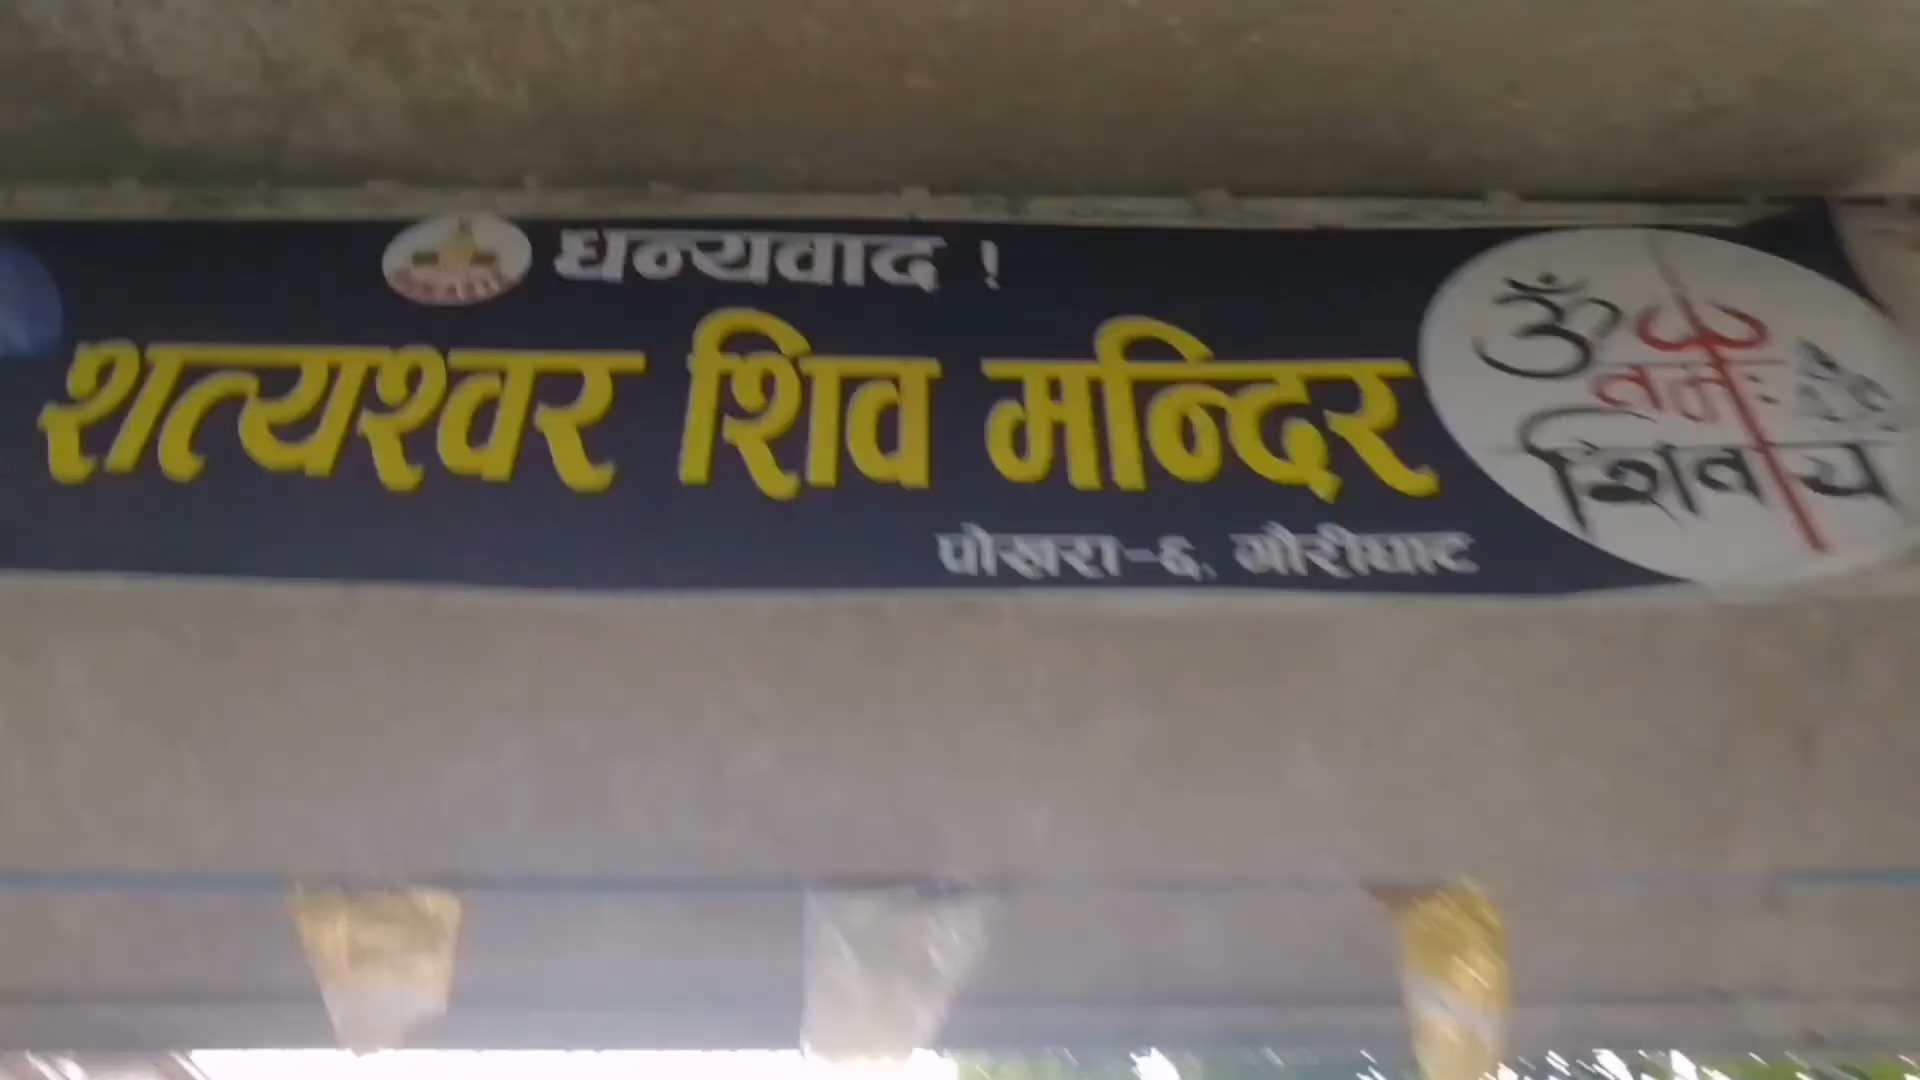 धन्यवाद !
शत्यश्वर शिव मन्दिर
पोखरा-६, गौरीघाट
ॐ
नमः
शिवाय